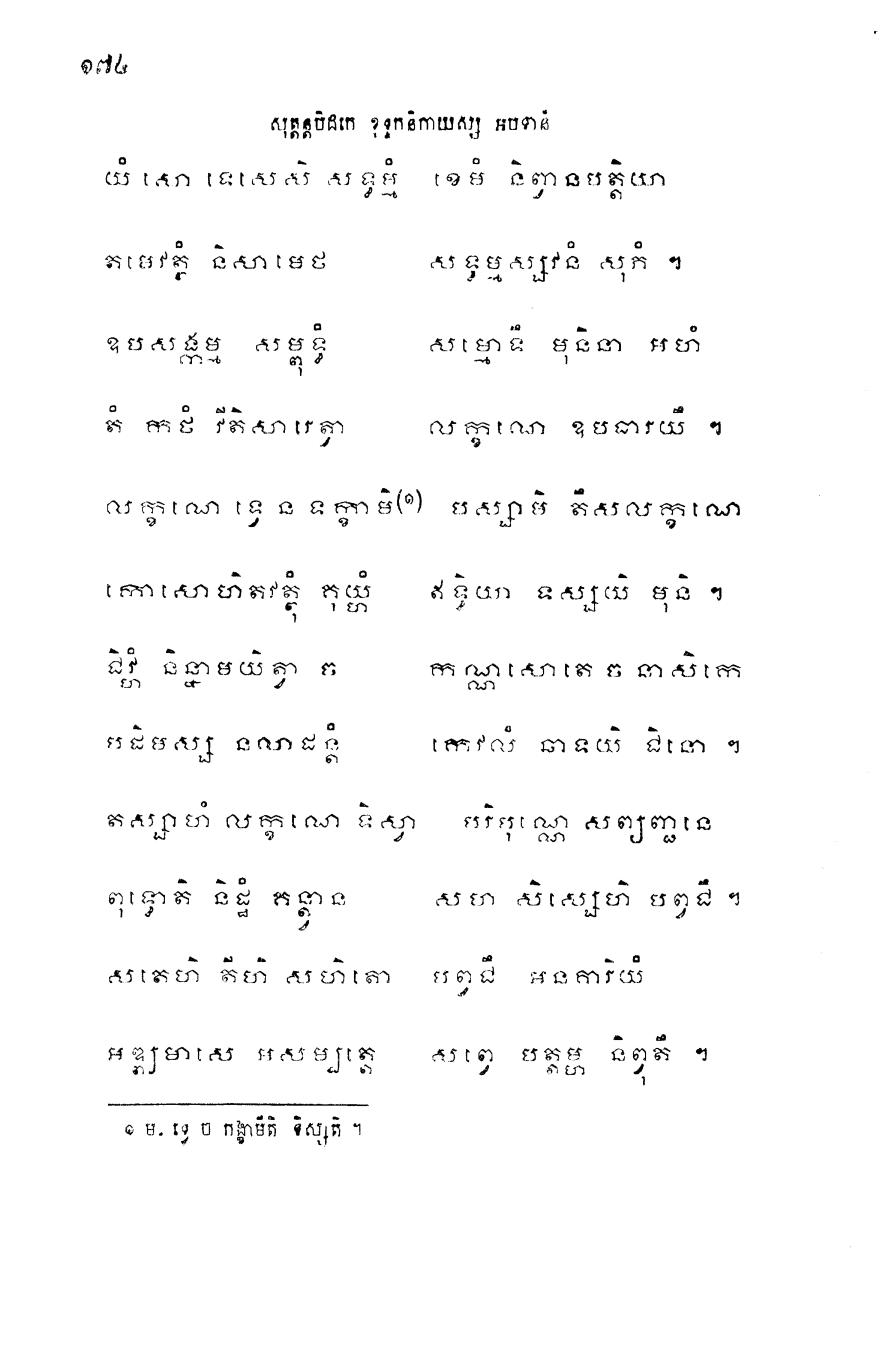 ១៧៤
សុត្តន្តបិដកេ ខុទ្ទកនិកាយស្ស អបទានំ
យំ សោ ទេសេសិ សទ្ធម្មំ ខេមំ និព្វានបត្តិយា
តមេវត្ថំ និសាមេថ សទ្ធម្មស្សវនំ សុភំ ។
ឧបសង្កម្ម សម្ពុទ្ធំ សម្មោទឹ មុនិនា អហំ
តំ កថំ វីតិសារេត្វា លក្ខណេ ឧបធារយឹ ។
លក្ខណេ ទ្វេ ន ទក្ខាមិ(១) បស្សាមិ តឹសលក្ខណេ
កោសោហិតវត្ថុំ គុយ្ហំ ឥទ្ធិយា ទស្សយិ មុនិ ។
ជិវ្ហំ និន្នាមយិត្វា ច កណ្ណសោតេ ច នាសិកេ
បដិមស្ស នលាដន្តំ កេវលំ ឆាទយិ ជិនោ ។
តស្សាហំ លក្ខណេ ទិស្វា បរិបុណ្ណេ សព្យញ្ជនេ
ពុទ្ធោតិ និដ្ឋំ គន្ត្វាន សហ សិស្សេហិ បព្វជឹ ។
សតេហិ តីហិ សហិតោ បព្វជឹ អនគារិយំ
អឌ្ឍមាសេ អសម្បត្តេ សព្វេ បត្តម្ហ និព្វុតឹ ។
១ ម. ទ្វេ ច កង្ខាមីតិ ទិស្សតិ ។